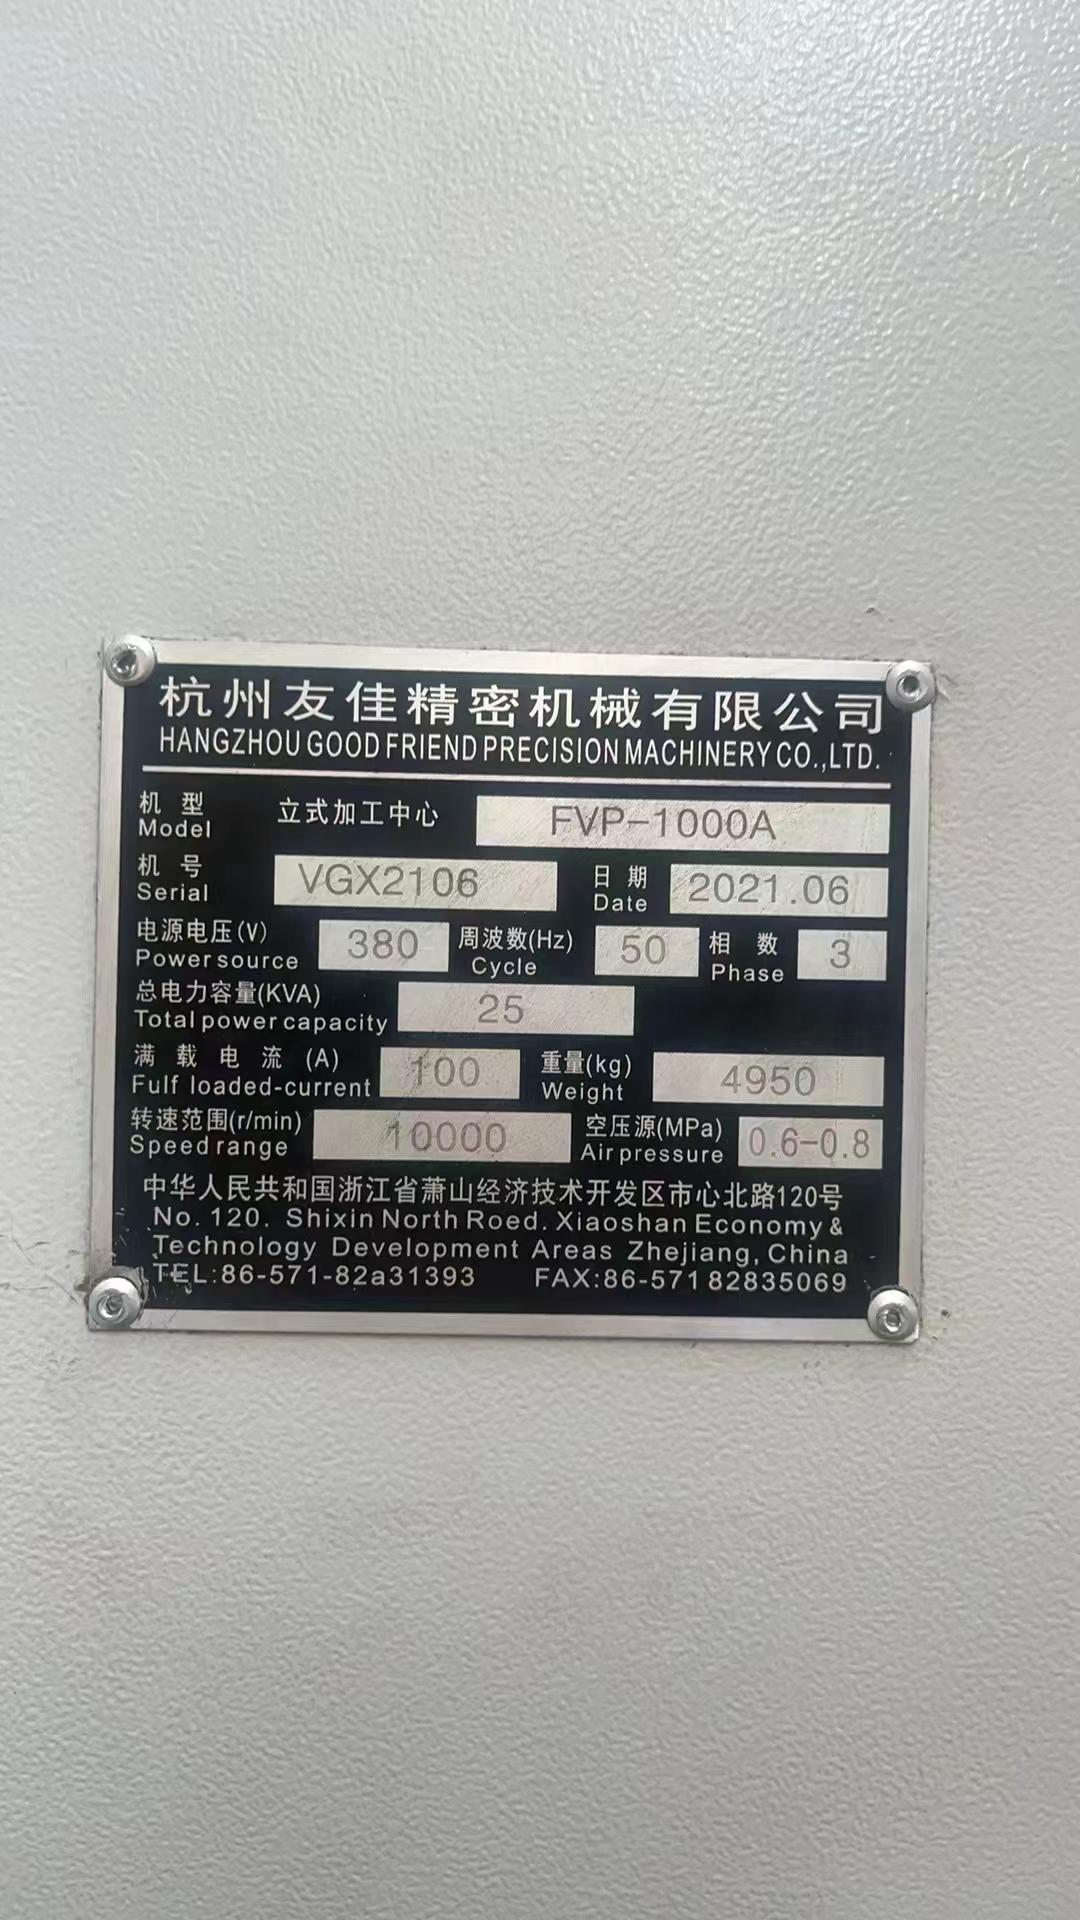 杭州友佳精密机械有限公司
HANGZHOU GOOD FRIEND PRECISION MACHINERY CO.,LTD.
机型 立式加工中心 FVP-1000A
Model
机号 VGX2106 日期 2021.06
Serial Date
电源电压(V) 380 周波数(Hz) 50 相数 3
Power source Cycle Phase
总电力容量(KVA) 25
Total power capacity
满载电流(A) 100 重量(kg) 4950
Fulf loaded-current Weight
转速范围(r/min) 10000 空压源(MPa) 0.6-0.8
Speed range Air pressure
中华人民共和国浙江省萧山经济技术开发区市心北路120号
No. 120. Shixin North Roed. Xiaoshan Economy &
Technology Development Areas Zhejiang, China
TEL:86-571-82a31393 FAX:86-571 82835069